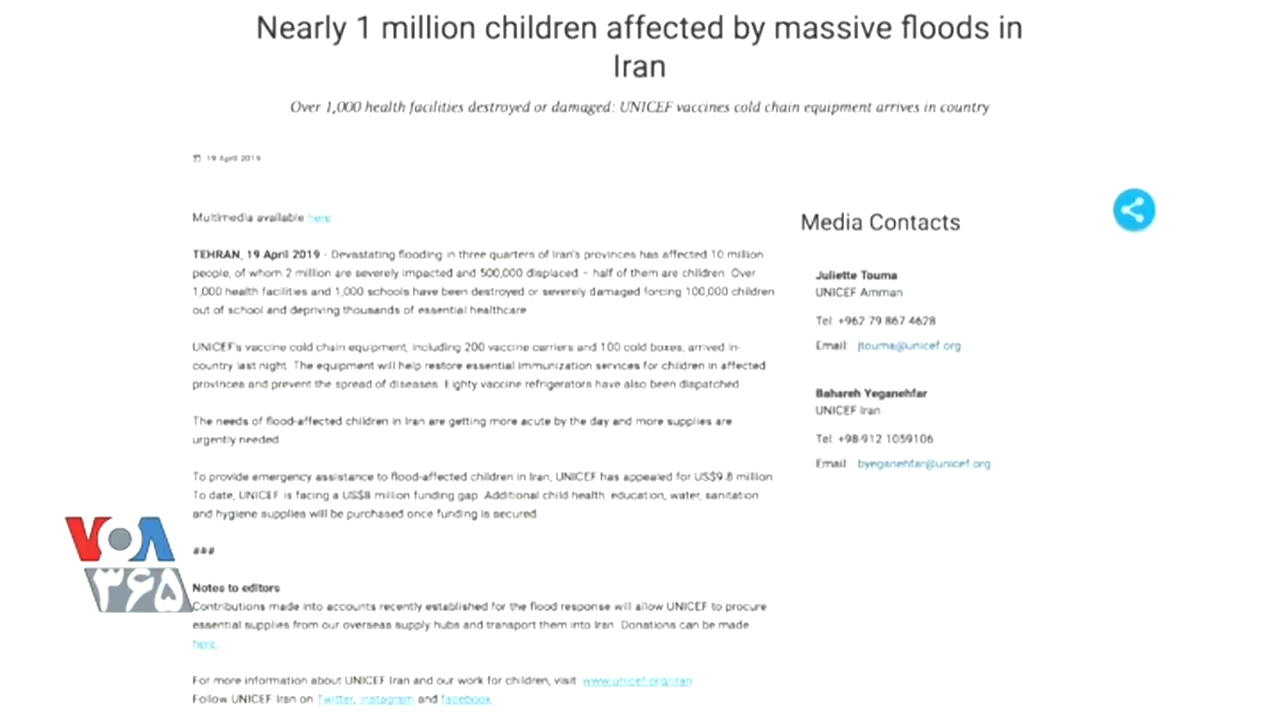 Nearly 1 million children affected by massive floods in
Iran
Over 1,000 health facilities destroyed or damaged: UNICEF vaccines cold chain equipment arrives in country
19 April 2019
Multimedia available here
TEHRAN, 19 April 2019 - Devastating flooding in three quarters of Iran's provinces has affected 10 million
people, of whom 2 million are severely impacted and 500,000 displaced – half of them are children. Over
1,000 health facilities and 1,000 schools have been destroyed or severely damaged forcing 100,000 children
out of school and depriving thousands of essential healthcare
UNICEF's vaccine cold chain equipment, including 200 vaccine carriers and 100 cold boxes, arrived in-
country last night. The equipment will help restore essential immunization services for children in affected
provinces and prevent the spread of diseases. Eighty vaccine refrigerators have also been dispatched
The needs of flood-affected children in Iran are getting more acute by the day and more supplies are
urgently needed
To provide emergency assistance to flood-affected children in Iran, UNICEF has appealed for US$9.8 million
To date, UNICEF is facing a US$8 million funding gap. Additional child health, education, water, sanitation
and hygiene supplies will be purchased once funding is secured
###
Notes to editors
Contributions made into accounts recently established for the flood response will allow UNICEF to procure
essential supplies from our overseas supply hubs and transport them into Iran. Donations can be made
here.
For more information about UNICEF Iran and our work for children, visit www.unicef.org/iran
Follow UNICEF Iran on Twitter, Instagram and facebook
Media Contacts
Juliette Touma
UNICEF Amman
Tel: +962 79 867 4628
Email: jtouma@unicef.org
Bahareh Yeganehfar
UNICEF Iran
Tel: +98-912 1059106
Email: byeganehfar@unicef.org
VOA
۳۶۵